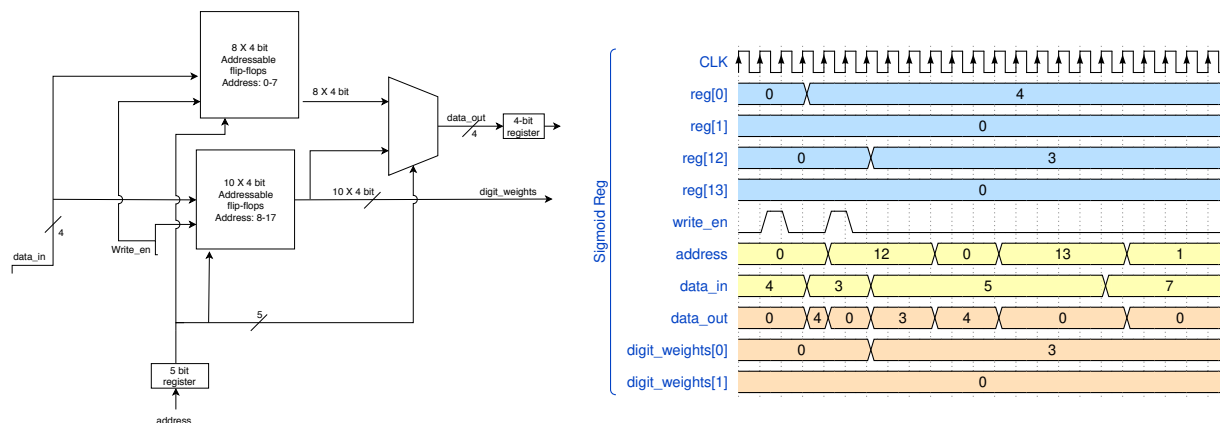 8 X 4 bit
Addressable
flip-flops
Address: 0-7
8 X 4 bit
data_out
4
4-bit
register
10 X 4 bit
Addressable
flip-flops
Address: 8-17
10 X 4 bit
digit_weights
4
Write_en
data_in
5
5 bit
register
address
Sigmoid Reg
CLK
reg[0] 0 4
reg[1] 0
reg[12] 0 3
reg[13] 0
write_en
address 0 12 0 13 1
data_in 4 3 5 7
data_out 0 4 0 3 4 0 0
digit_weights[0] 0 3
digit_weights[1] 0